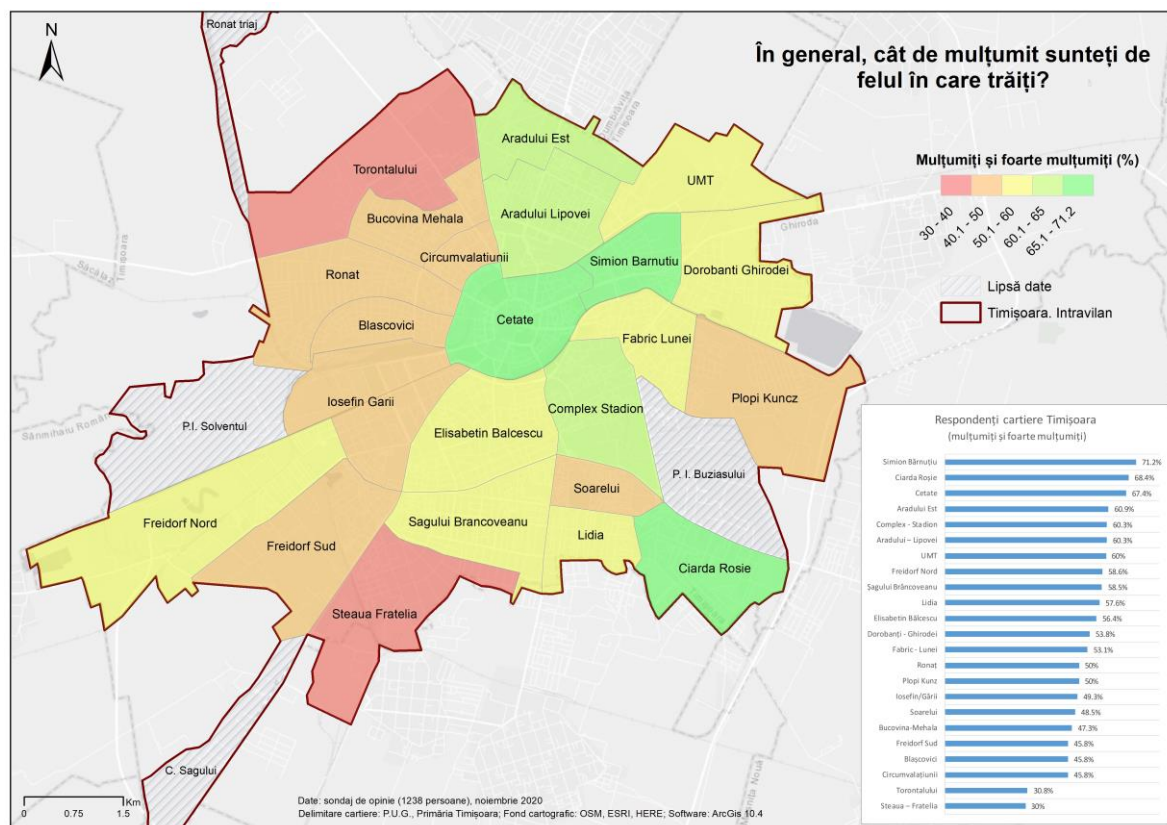 În general, cât de mulțumit sunteți de
felul în care trăiți?
N
Mulțumiți și foarte mulțumiți (%)
30 - 40
40.1 - 50
50.1 - 60
60.1 - 65
65.1 - 71.2
Lipsă date
Timișoara. Intravilan
Ronat triaj
Dumbrăvița
Timișoara
Aradului Est
Torontalului
UMT
Bucovina Mehala
Aradului Lipovei
Ghiroda
Circumvalatiunii
Simion Barnutiu
Dorobanti Ghirodei
Ronat
Săcălaz
Timișoara
Cetate
Blascovici
Fabric Lunei
Plopi Kuncz
Iosefin Garii
Complex Stadion
P.I. Solventul
Sânmihaiu Român
Elisabetin Balcescu
P. I. Buziasului
Soarelui
Freidorf Nord
Sagului Brancoveanu
Lidia
Freidorf Sud
Ciarda Rosie
Steaua Fratelia
C. Sagului
Respondenți cartiere Timișoara
(mulțumiți și foarte mulțumiți)
Simion Bărnuțiu 71.2%
Ciarda Roșie 68.4%
Cetate 67.4%
Aradului Est 60.9%
Complex - Stadion 60.3%
Aradului – Lipovei 60.3%
UMT 60%
Freidorf Nord 58.6%
Șagului Brâncoveanu 58.5%
Lidia 57.6%
Elisabetin Bălcescu 56.4%
Dorobanți - Ghirodei 53.8%
Fabric - Lunei 53.1%
Ronaț 50%
Plopi Kunz 50%
Iosefin/Gării 49.3%
Soarelui 48.5%
Bucovina-Mehala 47.3%
Freidorf Sud 45.8%
Blașcovici 45.8%
Circumvalațiunii 45.8%
Torontalului 30.8%
Steaua – Fratelia 30%
0 0.75 1.5 Km
Date: sondaj de opinie (1238 persoane), noiembrie 2020
Delimitare cartiere: P.U.G., Primăria Timișoara; Fond cartografic: OSM, ESRI, HERE; Software: ArcGis 10.4